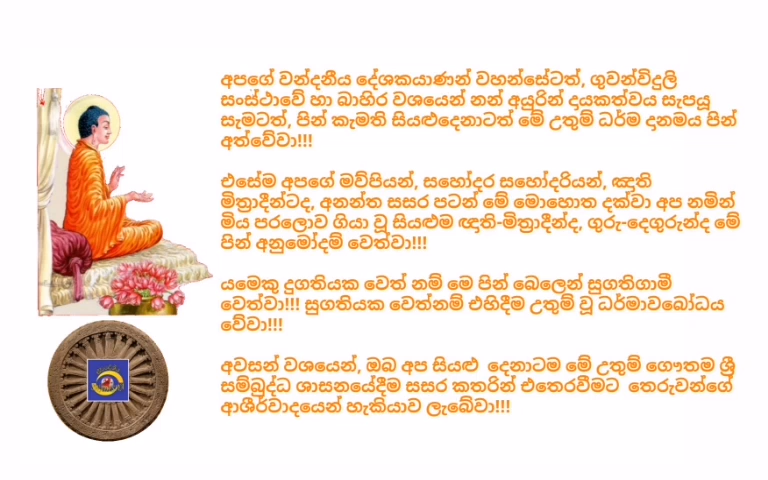 අපගේ වන්දනීය දේශකයාණන් වහන්සේටත්, ගුවන්විදුලි
සංස්ථාවේ හා බාහිර වශයෙන් නන් අයුරින් දායකත්වය සැපයූ
සැමටත්, පින් කැමති සියළුදෙනාටත් මේ උතුම් ධර්ම දානමය පින්
අත්වේවා!!!
එසේම අපගේ මව්පියන්, සහෝදර සහෝදරියන්, ඤාති
මිත්‍රාදීන්ටද, අනන්ත සසර පටන් මේ මොහොත දක්වා අප නමින්
මිය පරලොව ගියා වූ සියළුම ඥාති-මිත්‍රාදීන්ද, ගුරු-දෙගුරුන්ද මේ
පින් අනුමෝදම් වෙත්වා!!!
යමෙකු දුගතියක වෙත් නම් මෙ පින් බෙලෙන් සුගතිගාමී
වෙත්වා!!! සුගතියක වෙත්නම් එහිදීම උතුම් වූ ධර්මාවබෝධය
වේවා!!!
අවසන් වශයෙන්, ඔබ අප සියළු දෙනාටම මේ උතුම් ගෞතම ශ්‍රී
සම්බුද්ධ ශාසනයේදීම සසර කතරින් එතෙරවීමට තෙරුවන්ගේ
ආශීර්වාදයෙන් හැකියාව ලැබේවා!!!